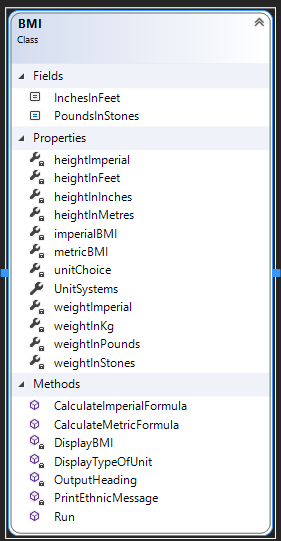 BMI
Class
Fields
InchesInFeet
PoundsInStones
Properties
heightImperial
heightInFeet
heightInInches
heightInMetres
imperialBMI
metricBMI
unitChoice
UnitSystems
weightImperial
weightInKg
weightInPounds
weightInStones
Methods
CalculateImperialFormula
CalculateMetricFormula
DisplayBMI
DisplayTypeOfUnit
OutputHeading
PrintEthnicMessage
Run